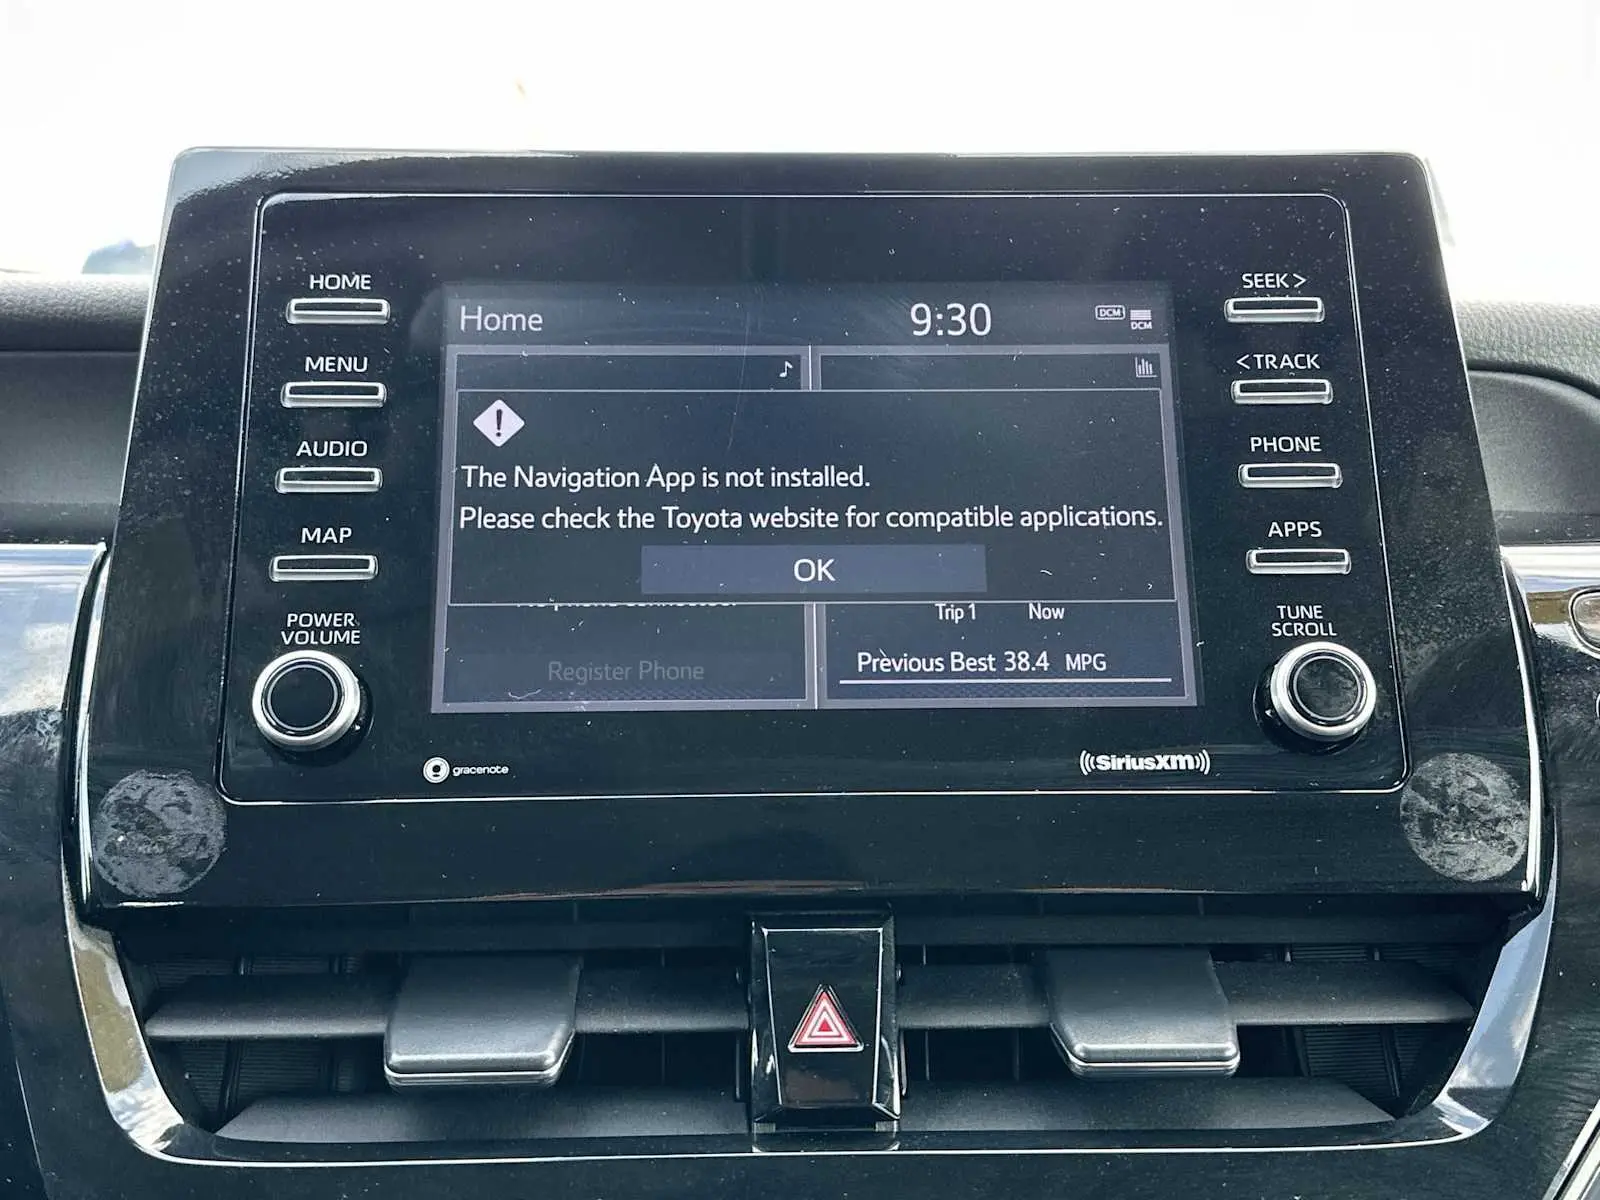 HOME
MENU
AUDIO
MAP
POWER
VOLUME
Home
9:30
DCM
DCM
The Navigation App is not installed.
Please check the Toyota website for compatible applications.
OK
Register Phone
Trip 1 Now
Previous Best 38.4 MPG
SEEK >
< TRACK
PHONE
APPS
TUNE
SCROLL
gracenote
((SiriusXM))